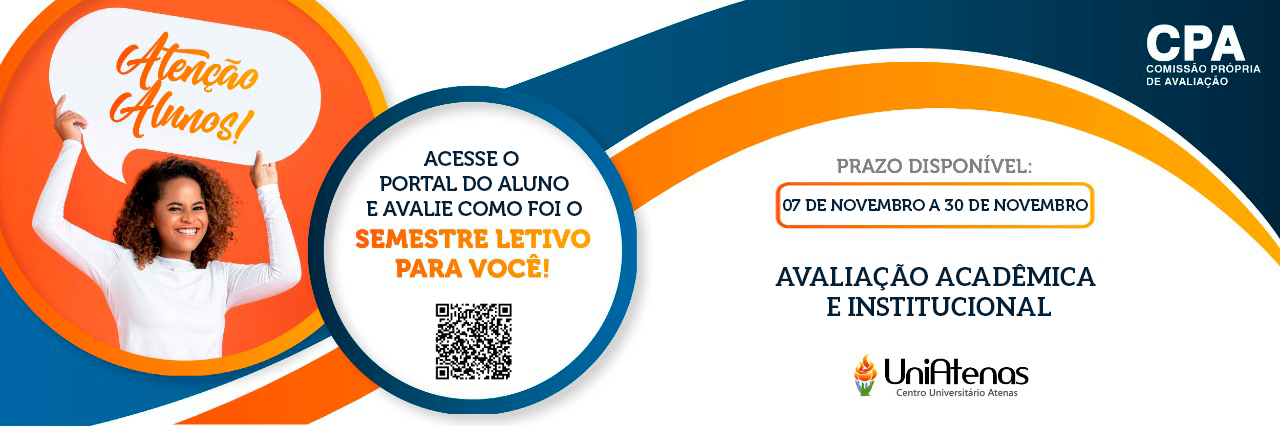 Atenção
Alunos!
ACESSE O
PORTAL DO ALUNO
E AVALIE COMO FOI O
SEMESTRE LETIVO
PARA VOCÊ!
CPA
COMISSÃO PRÓPRIA
DE AVALIAÇÃO
PRAZO DISPONÍVEL:
07 DE NOVEMBRO A 30 DE NOVEMBRO
AVALIAÇÃO ACADÊMICA
E INSTITUCIONAL
UniAtenas
Centro Universitário Atenas